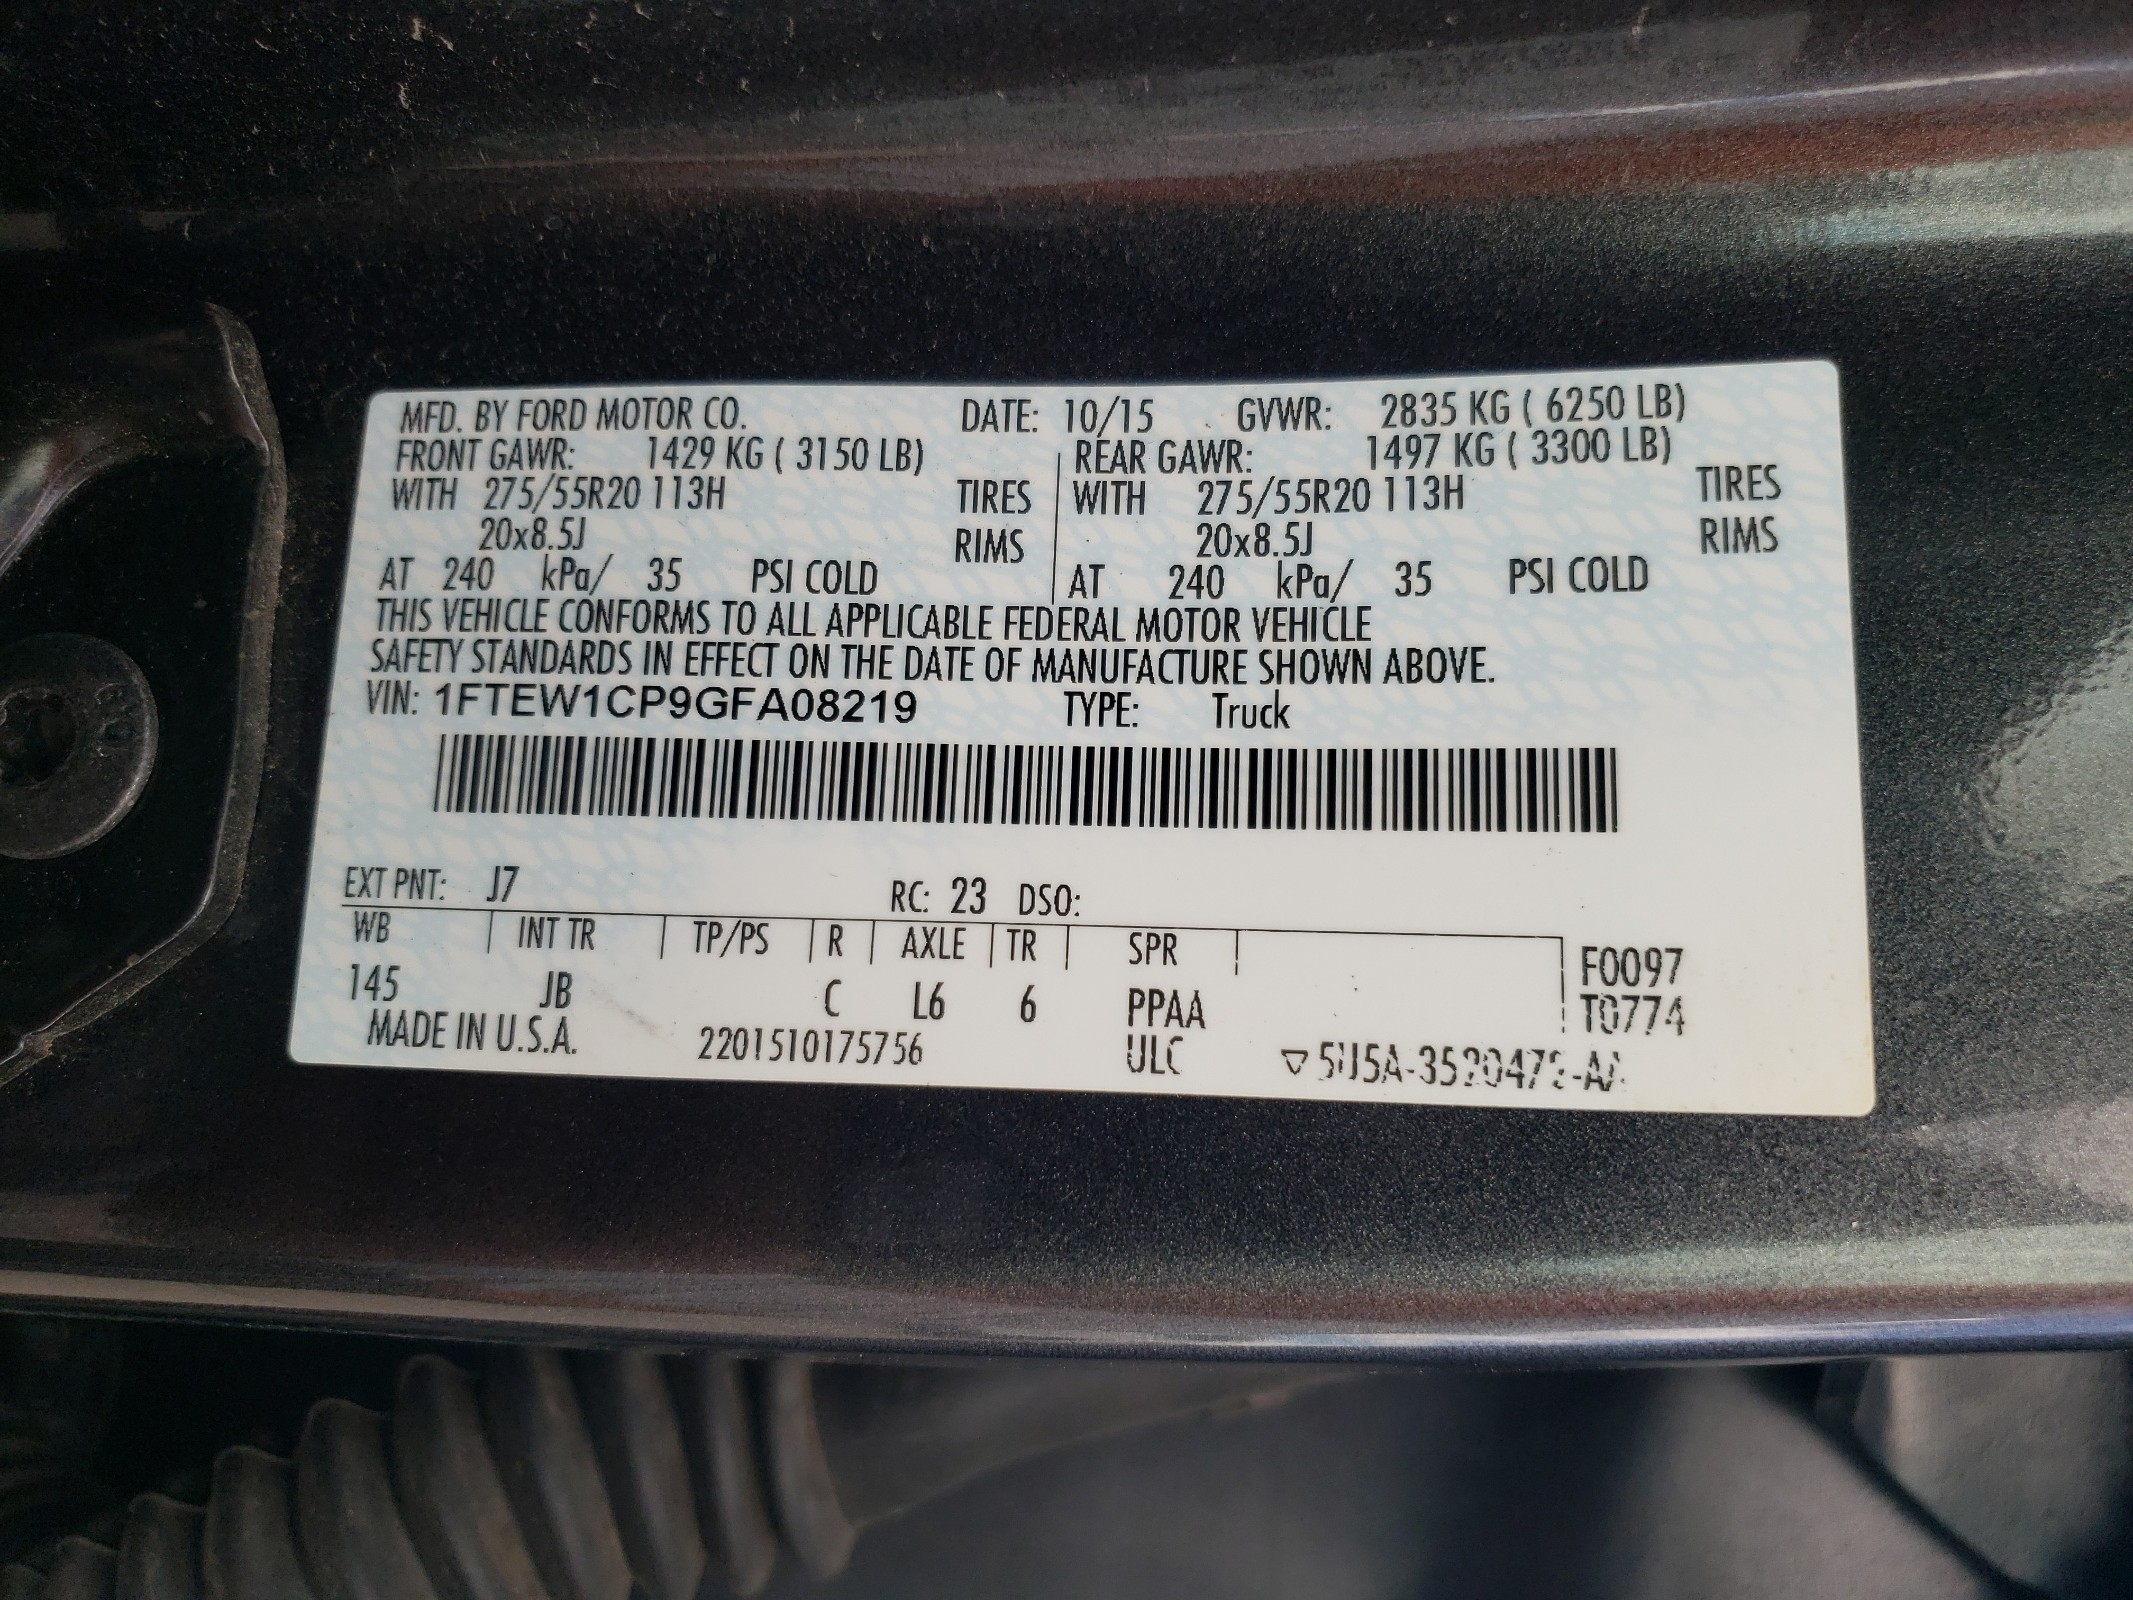 MFD. BY FORD MOTOR CO. DATE: 10/15 GVWR: 2835 KG ( 6250 LB)
FRONT GAWR: 1429 KG ( 3150 LB) REAR GAWR: 1497 KG ( 3300 LB)
WITH 275/55R20 113H TIRES WITH 275/55R20 113H TIRES
20x8.5J RIMS 20x8.5J RIMS
AT 240 kPa/ 35 PSI COLD AT 240 kPa/ 35 PSI COLD
THIS VEHICLE CONFORMS TO ALL APPLICABLE FEDERAL MOTOR VEHICLE
SAFETY STANDARDS IN EFFECT ON THE DATE OF MANUFACTURE SHOWN ABOVE.
VIN: 1FTEW1CP9GFA08219 TYPE: Truck
EXT PNT: J7 RC: 23 DSO:
WB INT TR TP/PS R AXLE TR SPR F0097
145 JB C L6 6 PPAA T0774
MADE IN U.S.A. 2201510175756 ULC